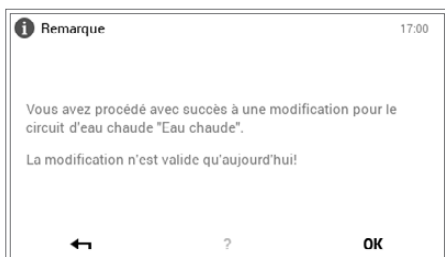 i Remarque 17:00
Vous avez procédé avec succès à une modification pour le
circuit d'eau chaude "Eau chaude".
La modification n'est valide qu'aujourd'hui!
? OK